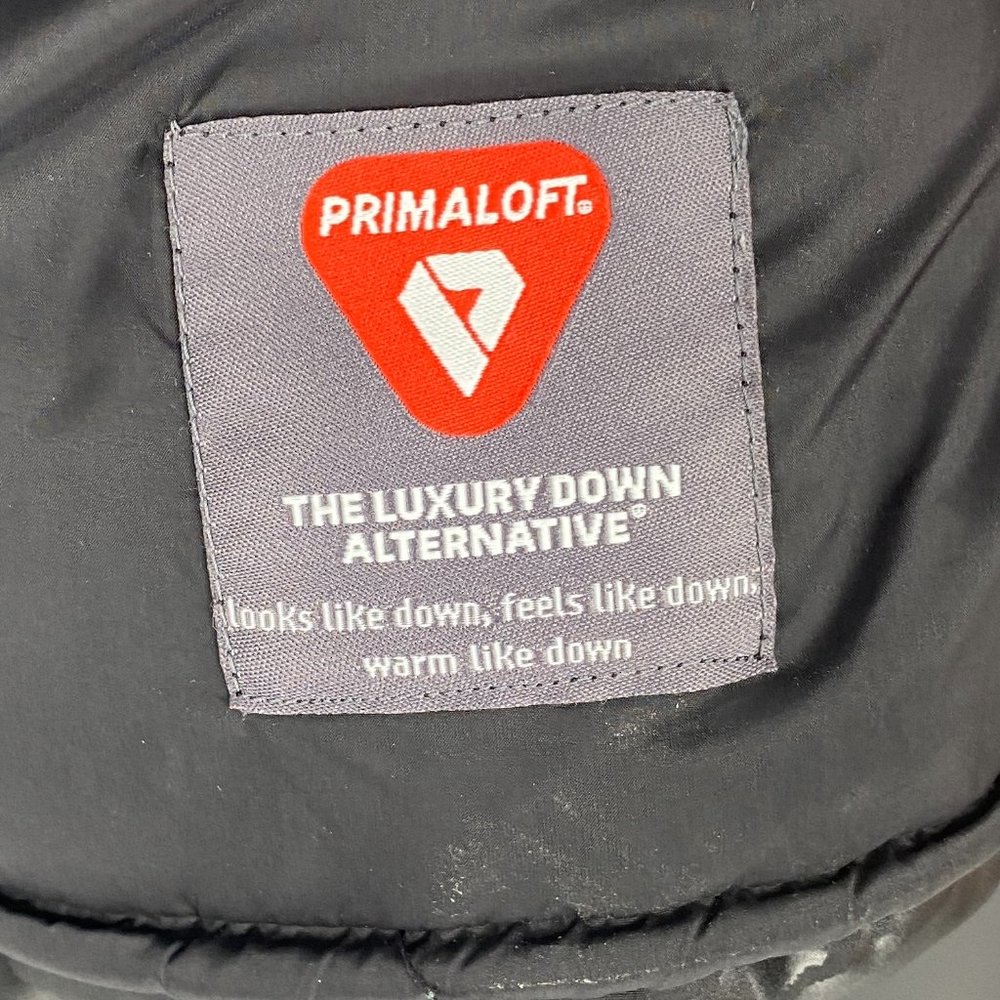 PRIMALOFT®
THE LUXURY DOWN
ALTERNATIVE®
looks like down, feels like down,
warm like down